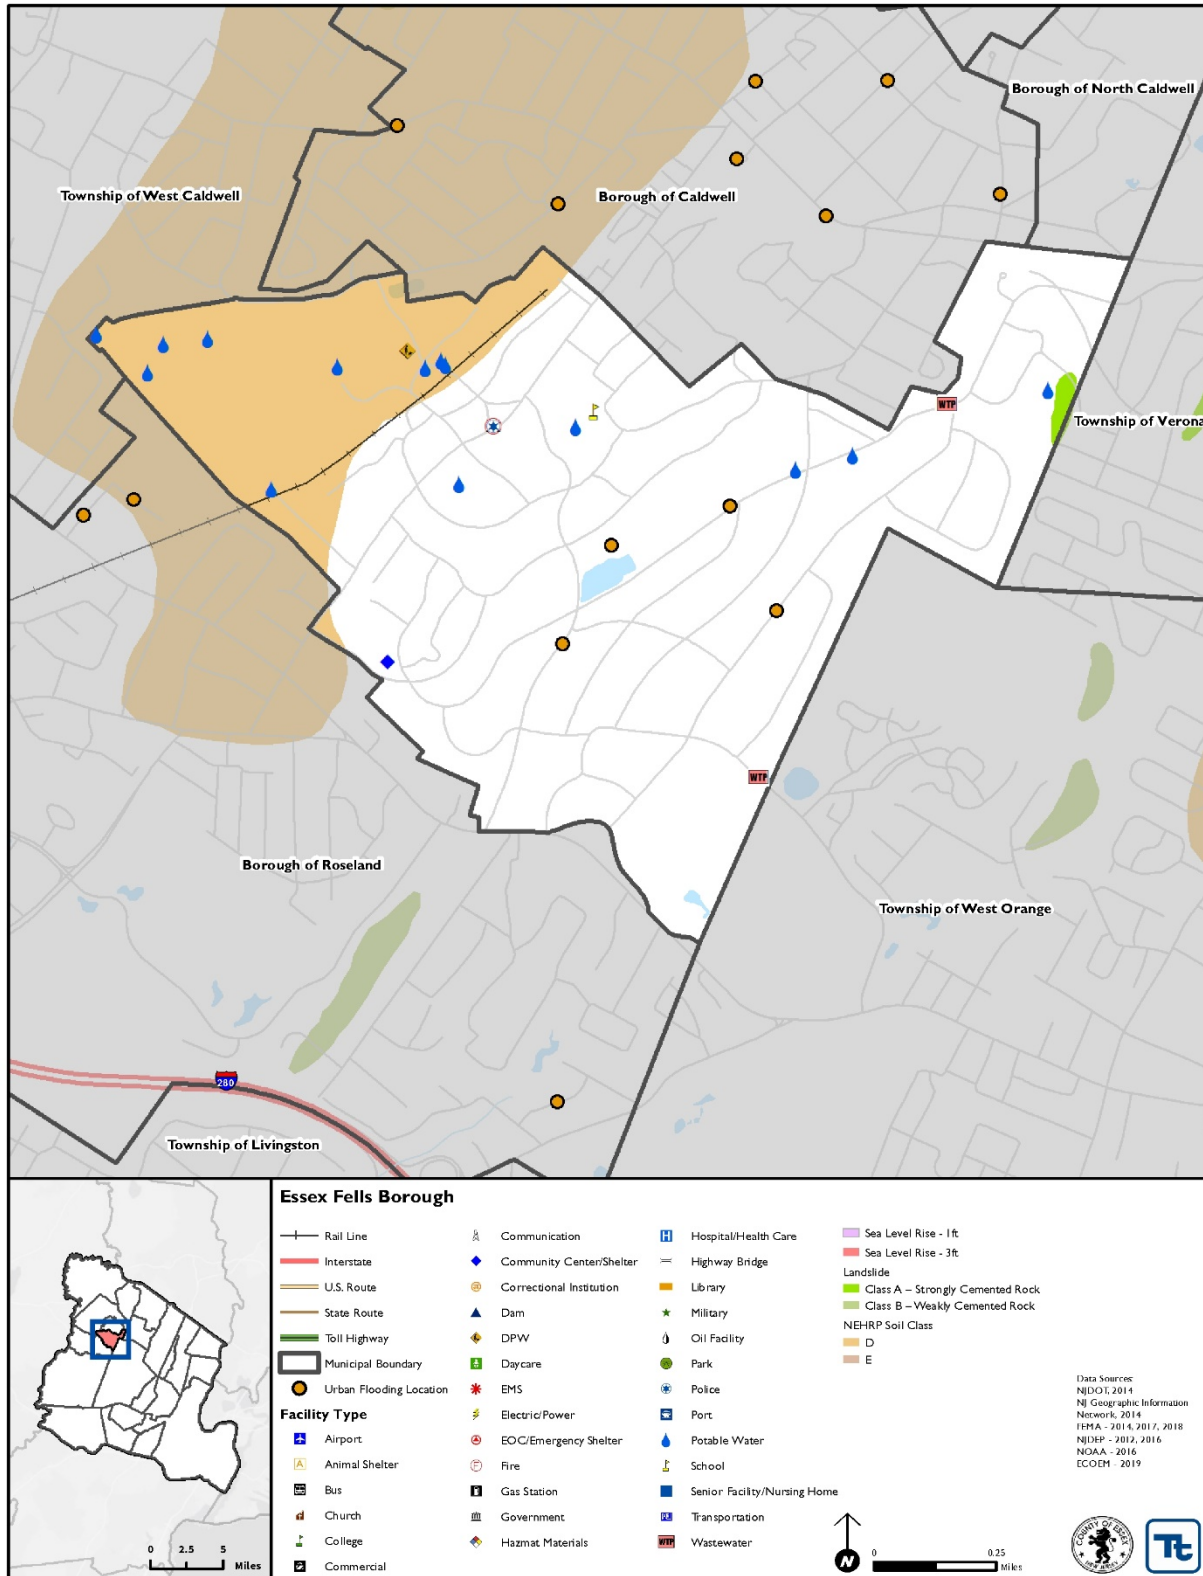 Borough of North Caldwell
Township of West Caldwell
Borough of Caldwell
WTP
Township of Verona
WTP
Borough of Roseland
Township of West Orange
280
Township of Livingston
Essex Fells Borough
Rail Line
Interstate
U.S. Route
State Route
Toll Highway
Municipal Boundary
Urban Flooding Location
Facility Type
Airport
A
Animal Shelter
Bus
Church
College
Commercial
Communication
Community Center/Shelter
Correctional Institution
Dam
DPW
Daycare
EMS
Electric/Power
EOC/Emergency Shelter
F
Fire
Gas Station
Government
Hazmat Materials
H
Hospital/Health Care
Highway Bridge
Library
Military
Oil Facility
Park
Police
Port
Potable Water
School
Senior Facility/Nursing Home
Transportation
WTP
Wastewater
Sea Level Rise - 1ft
Sea Level Rise - 3ft
Landslide
Class A – Strongly Cemented Rock
Class B – Weakly Cemented Rock
NEHRP Soil Class
D
E
Data Sources:
NJDOT, 2014
NJ Geographic Information
Network, 2014
FEMA - 2014, 2017, 2018
NJDEP - 2012, 2016
NOAA - 2016
ECOEM - 2019
0 2.5 5
Miles
N
0 0.25
Miles
COUNTY OF ESSEX
NEW JERSEY
Tt